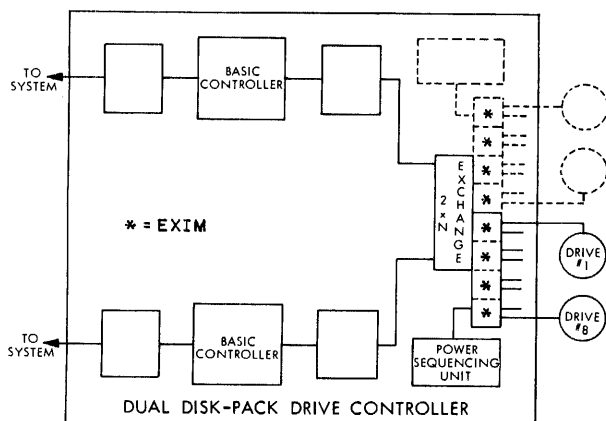 TO
SYSTEM
BASIC
CONTROLLER
*
*
*
*
*
*
*
*
EXCHANGE
2×N
* = EXIM
DRIVE
#1
DRIVE
#8
TO
SYSTEM
BASIC
CONTROLLER
POWER
SEQUENCING
UNIT
DUAL DISK-PACK DRIVE CONTROLLER